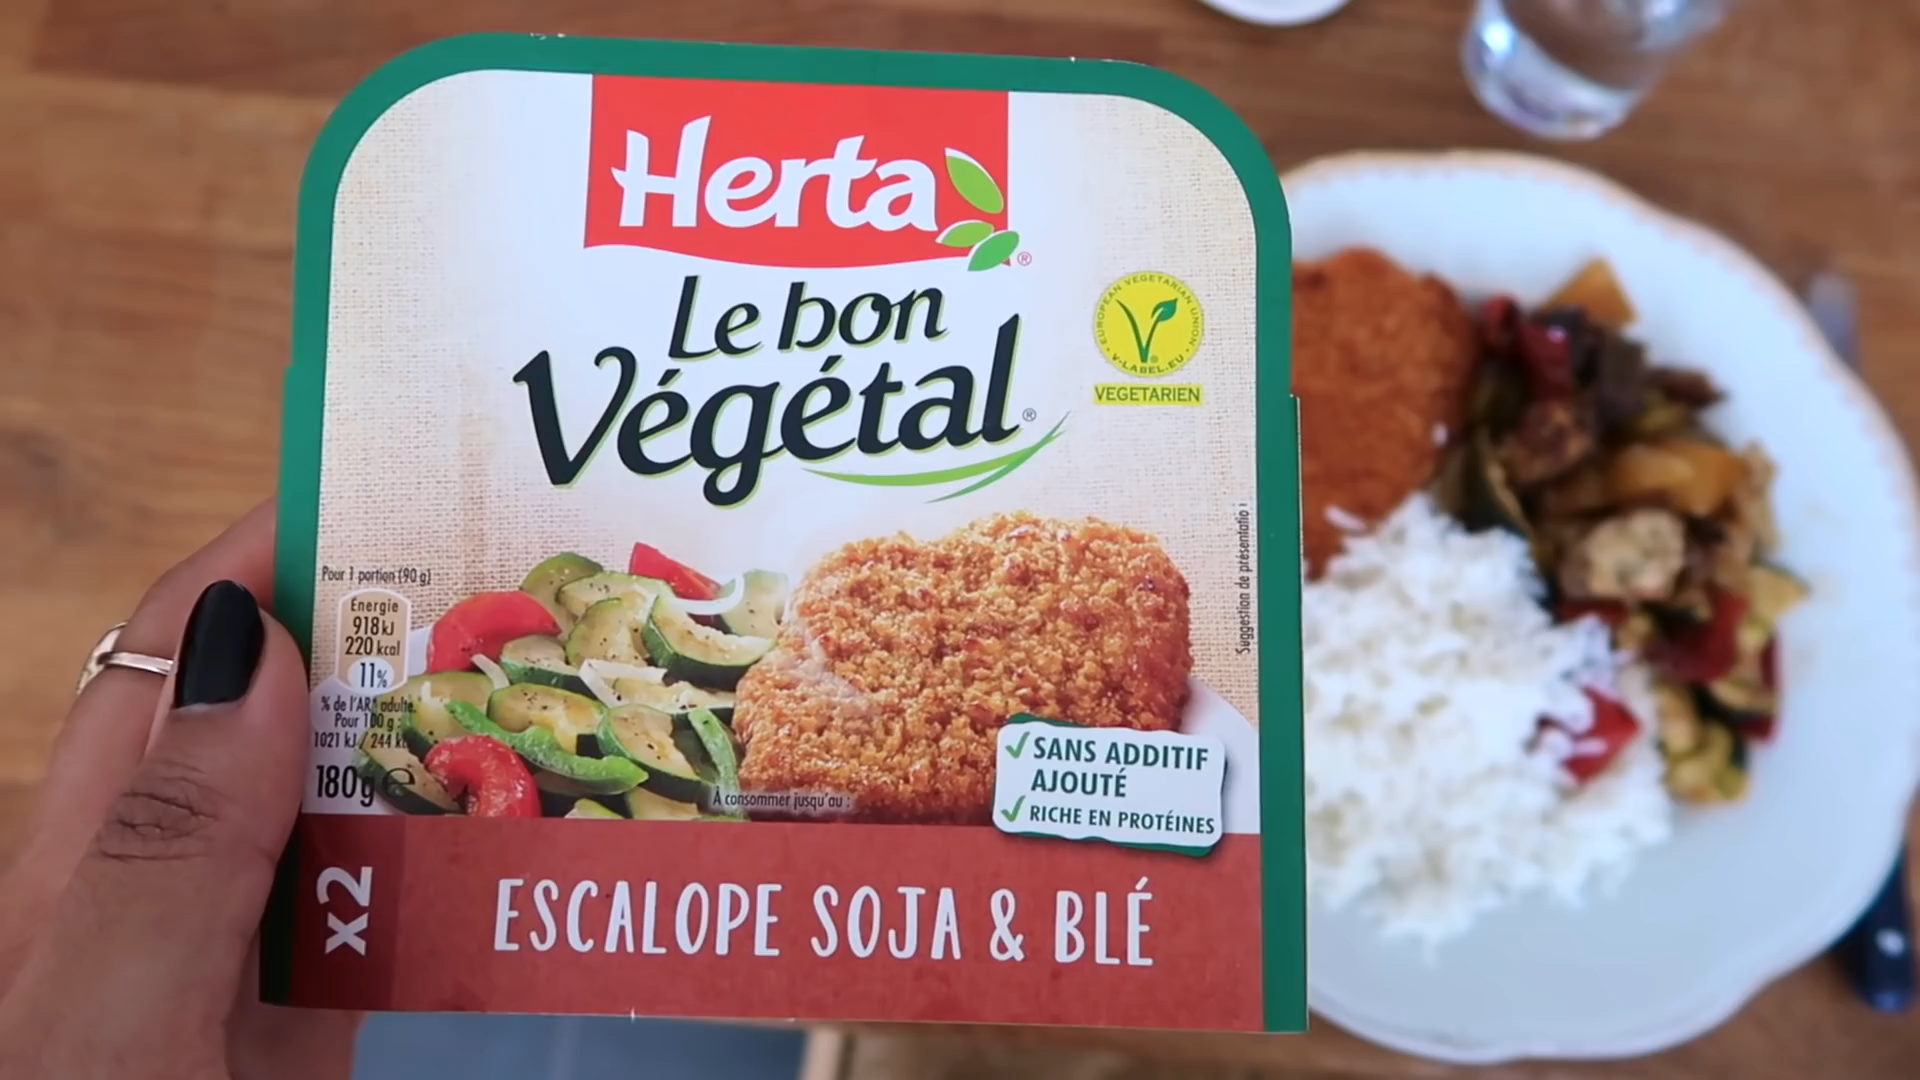 Herta
®
Le bon
Végétal®
EUROPEAN VEGETARIAN UNION
V-LABEL.EU
VEGETARIEN
Suggestion de présentatio
Pour 1 portion (90 g)
Energie
918 kJ
220 kcal
11%
% de l'AR* adulte.
Pour 100 g :
1021 kJ / 244 k
180g e
À consommer jusqu'au :
✓ SANS ADDITIF
AJOUTÉ
✓ RICHE EN PROTÉINES
x2
ESCALOPE SOJA & BLÉ